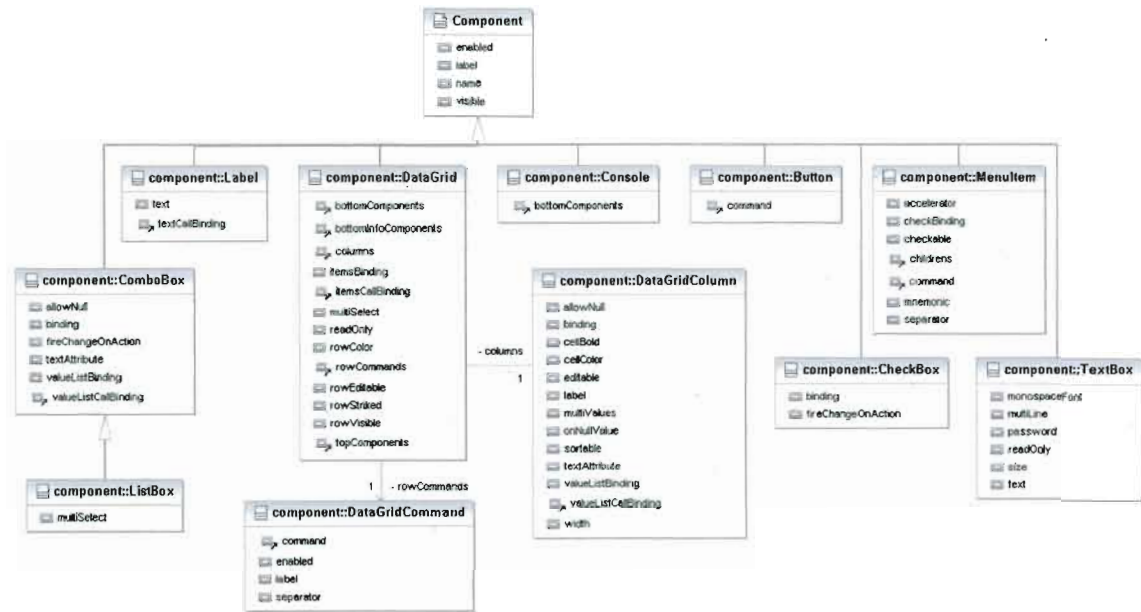 Component
enabled
label
name
visible
component::Label
text
textCallBinding
component::DataGrid
bottomComponents
bottomInfoComponents
columns
itemsBinding
itemsCallBinding
multiSelect
readOnly
rowColor
rowCommands
rowEditable
rowStriked
rowVisible
topComponents
component::Console
bottomComponents
component::Button
command
component::MenuItem
accelerator
checkBinding
checkable
childrens
command
mnemonic
separator
component::ComboBox
allowNull
binding
fireChangeOnAction
textAttribute
valueListBinding
valueListCallBinding
- columns
1
component::DataGridColumn
allowNull
binding
cellBold
cellColor
editable
label
multiValues
onNullValue
sortable
textAttribute
valueListBinding
valueListCallBinding
width
component::CheckBox
binding
fireChangeOnAction
component::TextBox
monospaceFont
multiLine
password
readOnly
size
text
component::ListBox
multiSelect
1 - rowCommands
component::DataGridCommand
command
enabled
label
separator